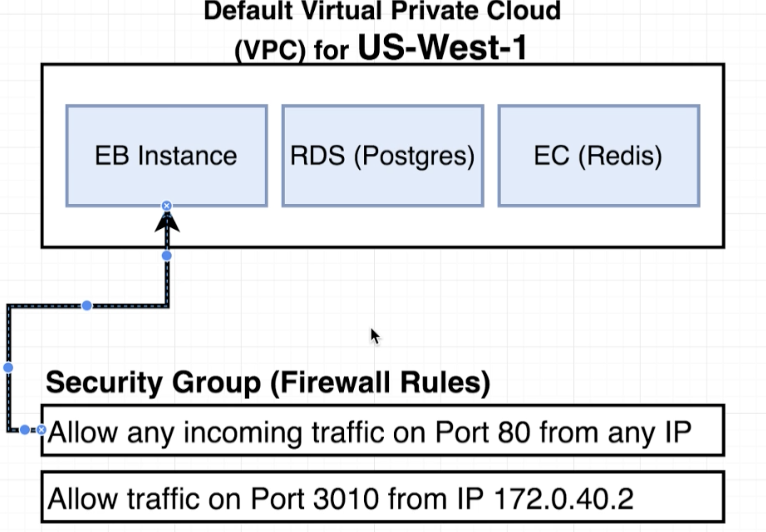 Default Virtual Private Cloud
(VPC) for US-West-1
EB Instance
RDS (Postgres)
EC (Redis)
Security Group (Firewall Rules)
Allow any incoming traffic on Port 80 from any IP
Allow traffic on Port 3010 from IP 172.0.40.2